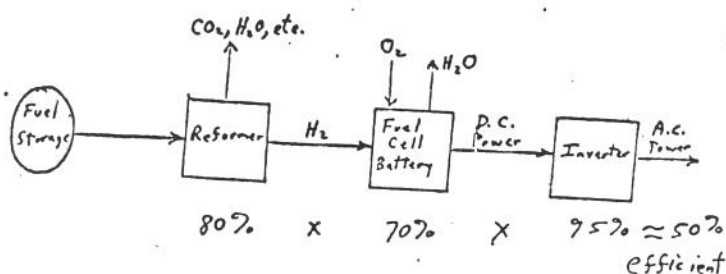 CO2, H2O, etc.
O2
H2O
Fuel
Storage
Reformer
H2
Fuel
Cell
Battery
D.C.
Power
Inverter
A.C.
Power
80% x 70% x 95% ≈ 50%
efficient